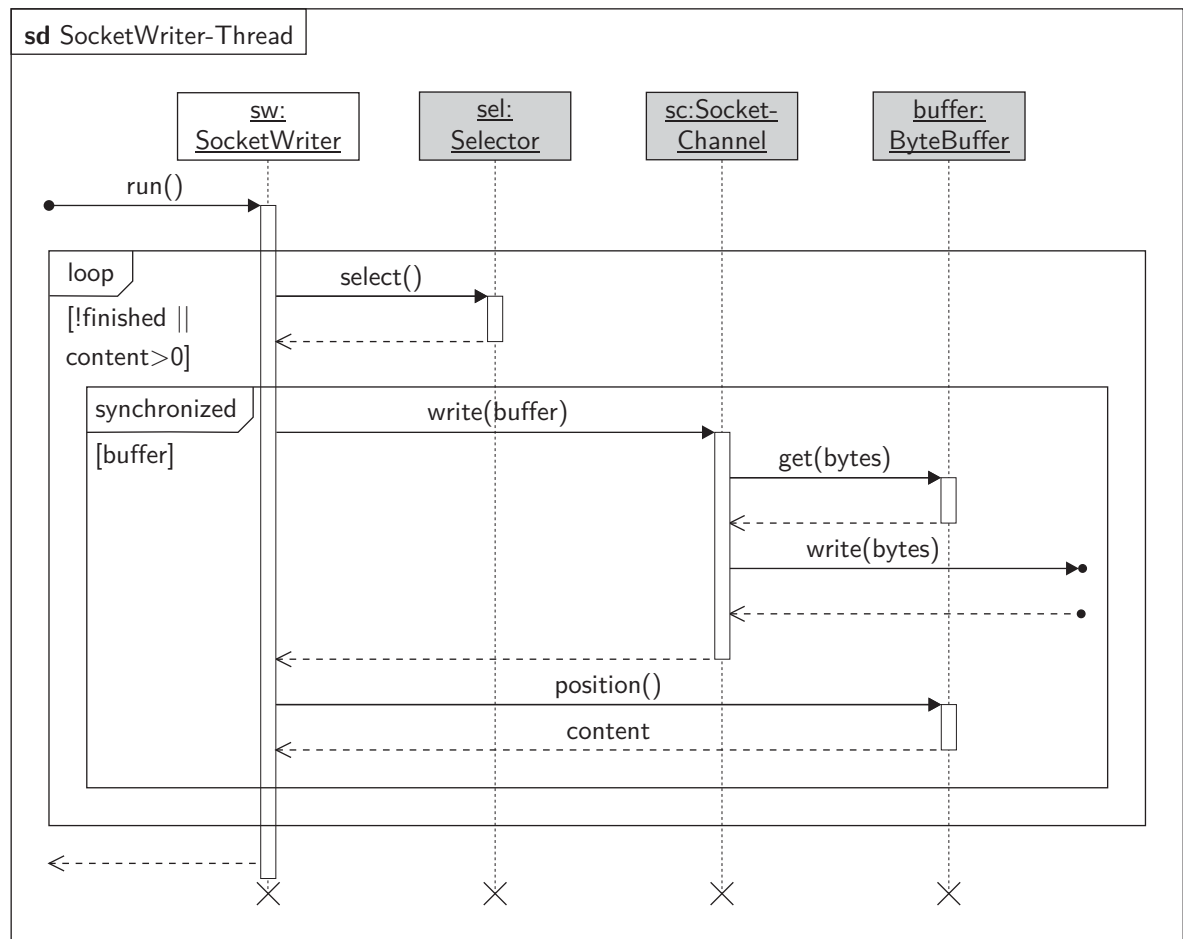 sd SocketWriter-Thread
sw:
SocketWriter
sel:
Selector
sc:Socket-
Channel
buffer:
ByteBuffer
run()
loop
select()
[!finished ||
content>0]
synchronized
write(buffer)
[buffer]
get(bytes)
write(bytes)
position()
content